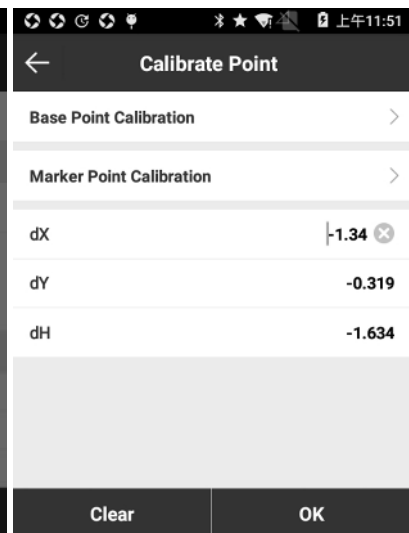 上午11:51
Calibrate Point
Base Point Calibration
Marker Point Calibration
dX -1.34
dY -0.319
dH -1.634
Clear OK